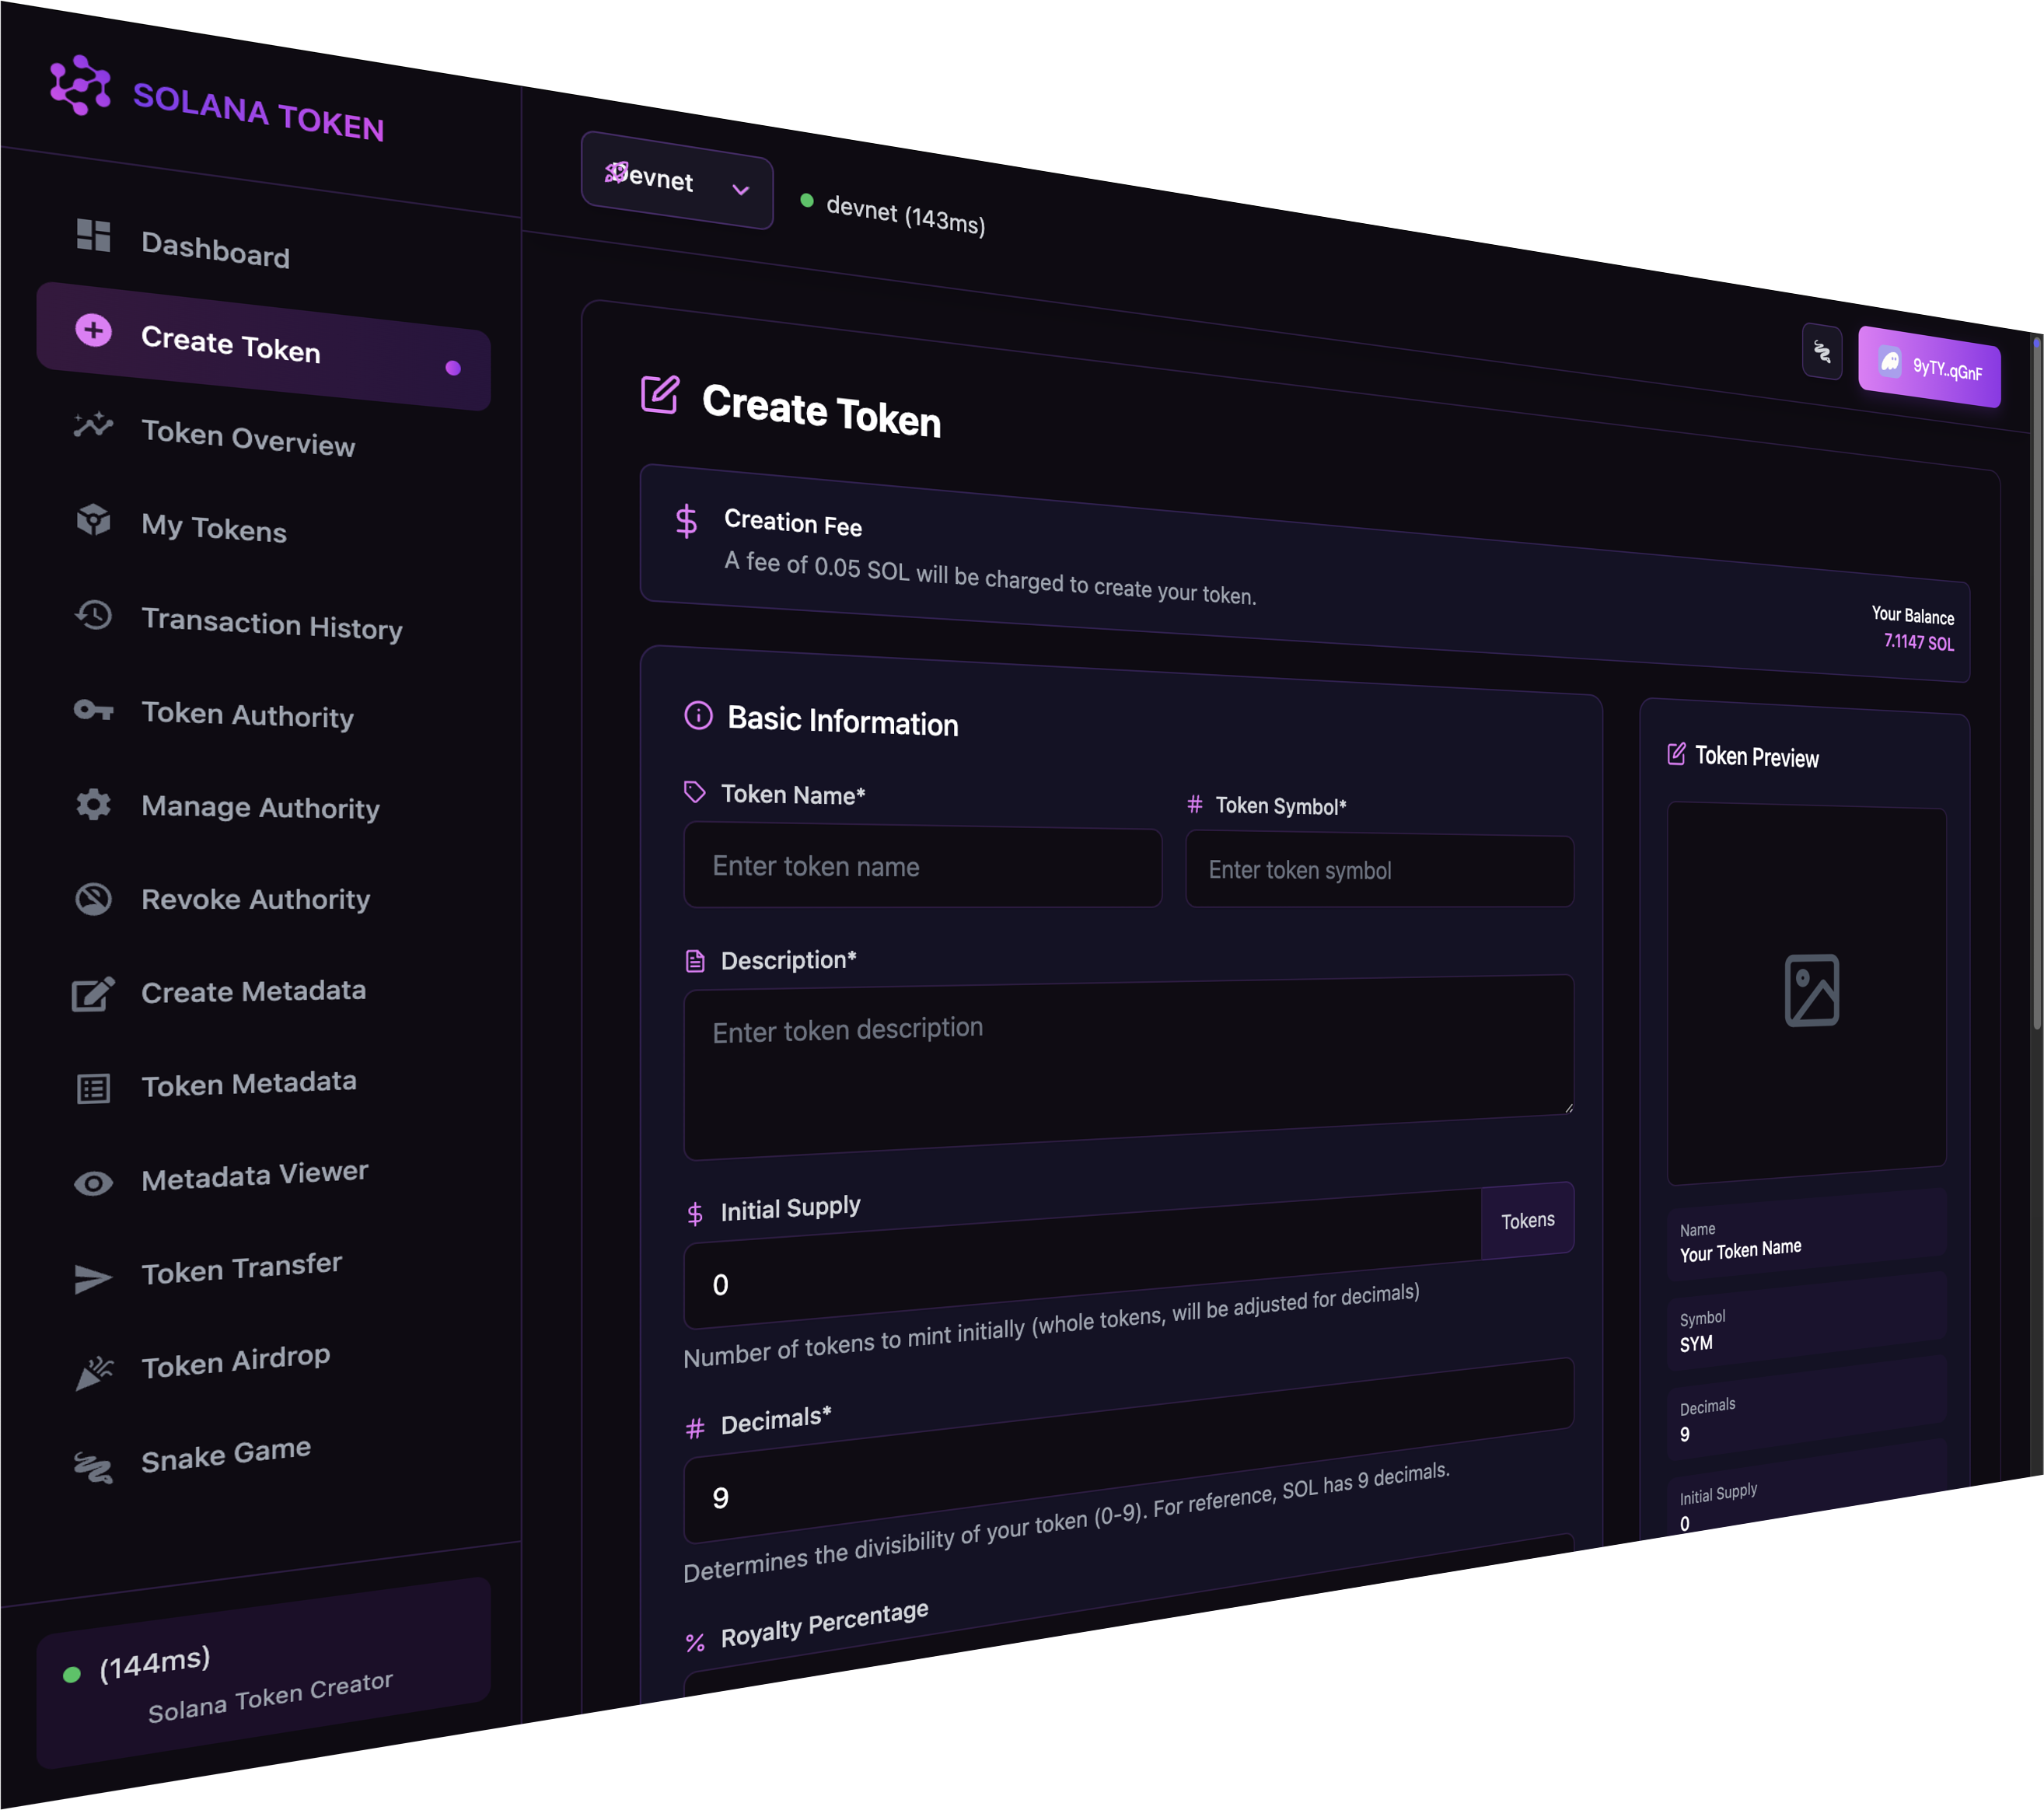 SOLANA TOKEN
Dashboard
Create Token
Token Overview
My Tokens
Transaction History
Token Authority
Manage Authority
Revoke Authority
Create Metadata
Token Metadata
Metadata Viewer
Token Transfer
Token Airdrop
Snake Game
(144ms)
Solana Token Creator
Devnet
devnet (143ms)
9yTY..qGnF
Create Token
Creation Fee
A fee of 0.05 SOL will be charged to create your token.
Your Balance
7.1147 SOL
Basic Information
Token Name*
Enter token name
Token Symbol*
Enter token symbol
Description*
Enter token description
Initial Supply
0
Tokens
Number of tokens to mint initially (whole tokens, will be adjusted for decimals)
Decimals*
9
Determines the divisibility of your token (0-9). For reference, SOL has 9 decimals.
Royalty Percentage
Token Preview
Name
Your Token Name
Symbol
SYM
Decimals
9
Initial Supply
0